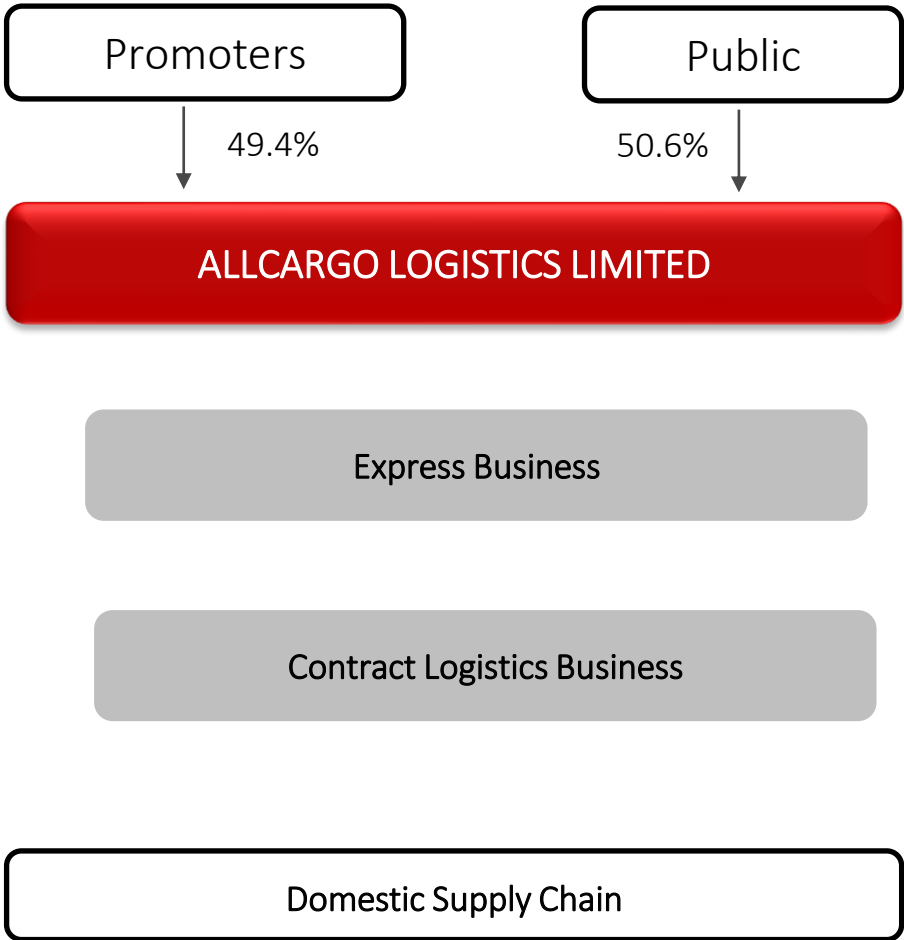 Promoters
Public
49.4%
50.6%
ALLCARGO LOGISTICS LIMITED
Express Business
Contract Logistics Business
Domestic Supply Chain